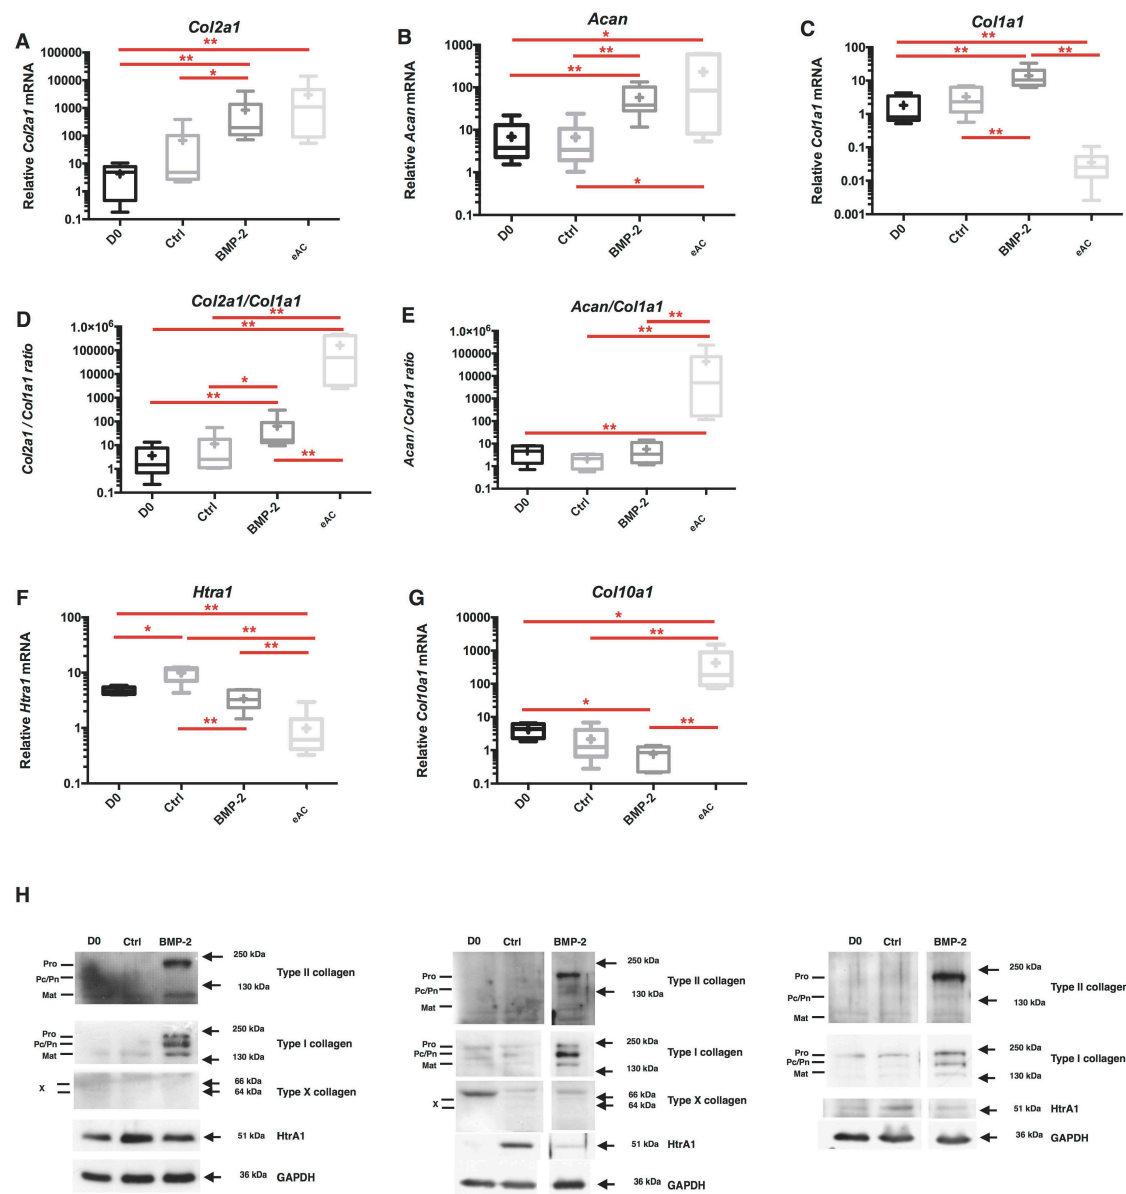 A
Col2a1
Relative Col2a1 mRNA
100000
10000
1000
100
10
1
0.1
**
**
*
D0
Ctrl
BMP-2
eAC
B
Acan
Relative Acan mRNA
1000
100
10
1
0.1
*
**
**
*
D0
Ctrl
BMP-2
eAC
C
Col1a1
Relative Col1a1 mRNA
100
10
1
0.1
0.01
0.001
**
**
**
**
D0
Ctrl
BMP-2
eAC
D
Col2a1/Col1a1
Col2a1 / Col1a1 ratio
1.0×10⁶
100000
10000
1000
100
10
1
0.1
**
**
*
**
**
D0
Ctrl
BMP-2
eAC
E
Acan/Col1a1
Acan / Col1a1 ratio
1.0×10⁶
100000
10000
1000
100
10
1
0.1
**
**
**
D0
Ctrl
BMP-2
eAC
F
Htra1
Relative Htra1 mRNA
100
10
1
0.1
**
*
**
**
**
D0
Ctrl
BMP-2
eAC
G
Col10a1
Relative Col10a1 mRNA
10000
1000
100
10
1
0.1
*
**
*
**
D0
Ctrl
BMP-2
eAC
H
D0 Ctrl BMP-2
Pro
Pc/Pn
Mat
250 kDa
130 kDa
Type II collagen
Pro
Pc/Pn
Mat
250 kDa
130 kDa
Type I collagen
X
66 kDa
64 kDa
Type X collagen
51 kDa HtrA1
36 kDa GAPDH
D0 Ctrl BMP-2
Pro
Pc/Pn
Mat
250 kDa
130 kDa
Type II collagen
Pro
Pc/Pn
Mat
250 kDa
130 kDa
Type I collagen
X
66 kDa
64 kDa
Type X collagen
51 kDa HtrA1
36 kDa GAPDH
D0 Ctrl BMP-2
Pro
Pc/Pn
Mat
250 kDa
130 kDa
Type II collagen
Pro
Pc/Pn
Mat
250 kDa
130 kDa
Type I collagen
51 kDa HtrA1
36 kDa GAPDH